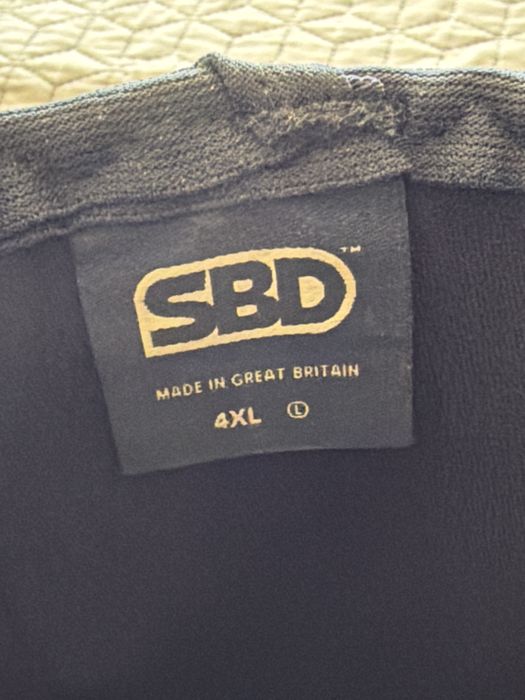 SBD™
MADE IN GREAT BRITAIN
4XL Ⓛ